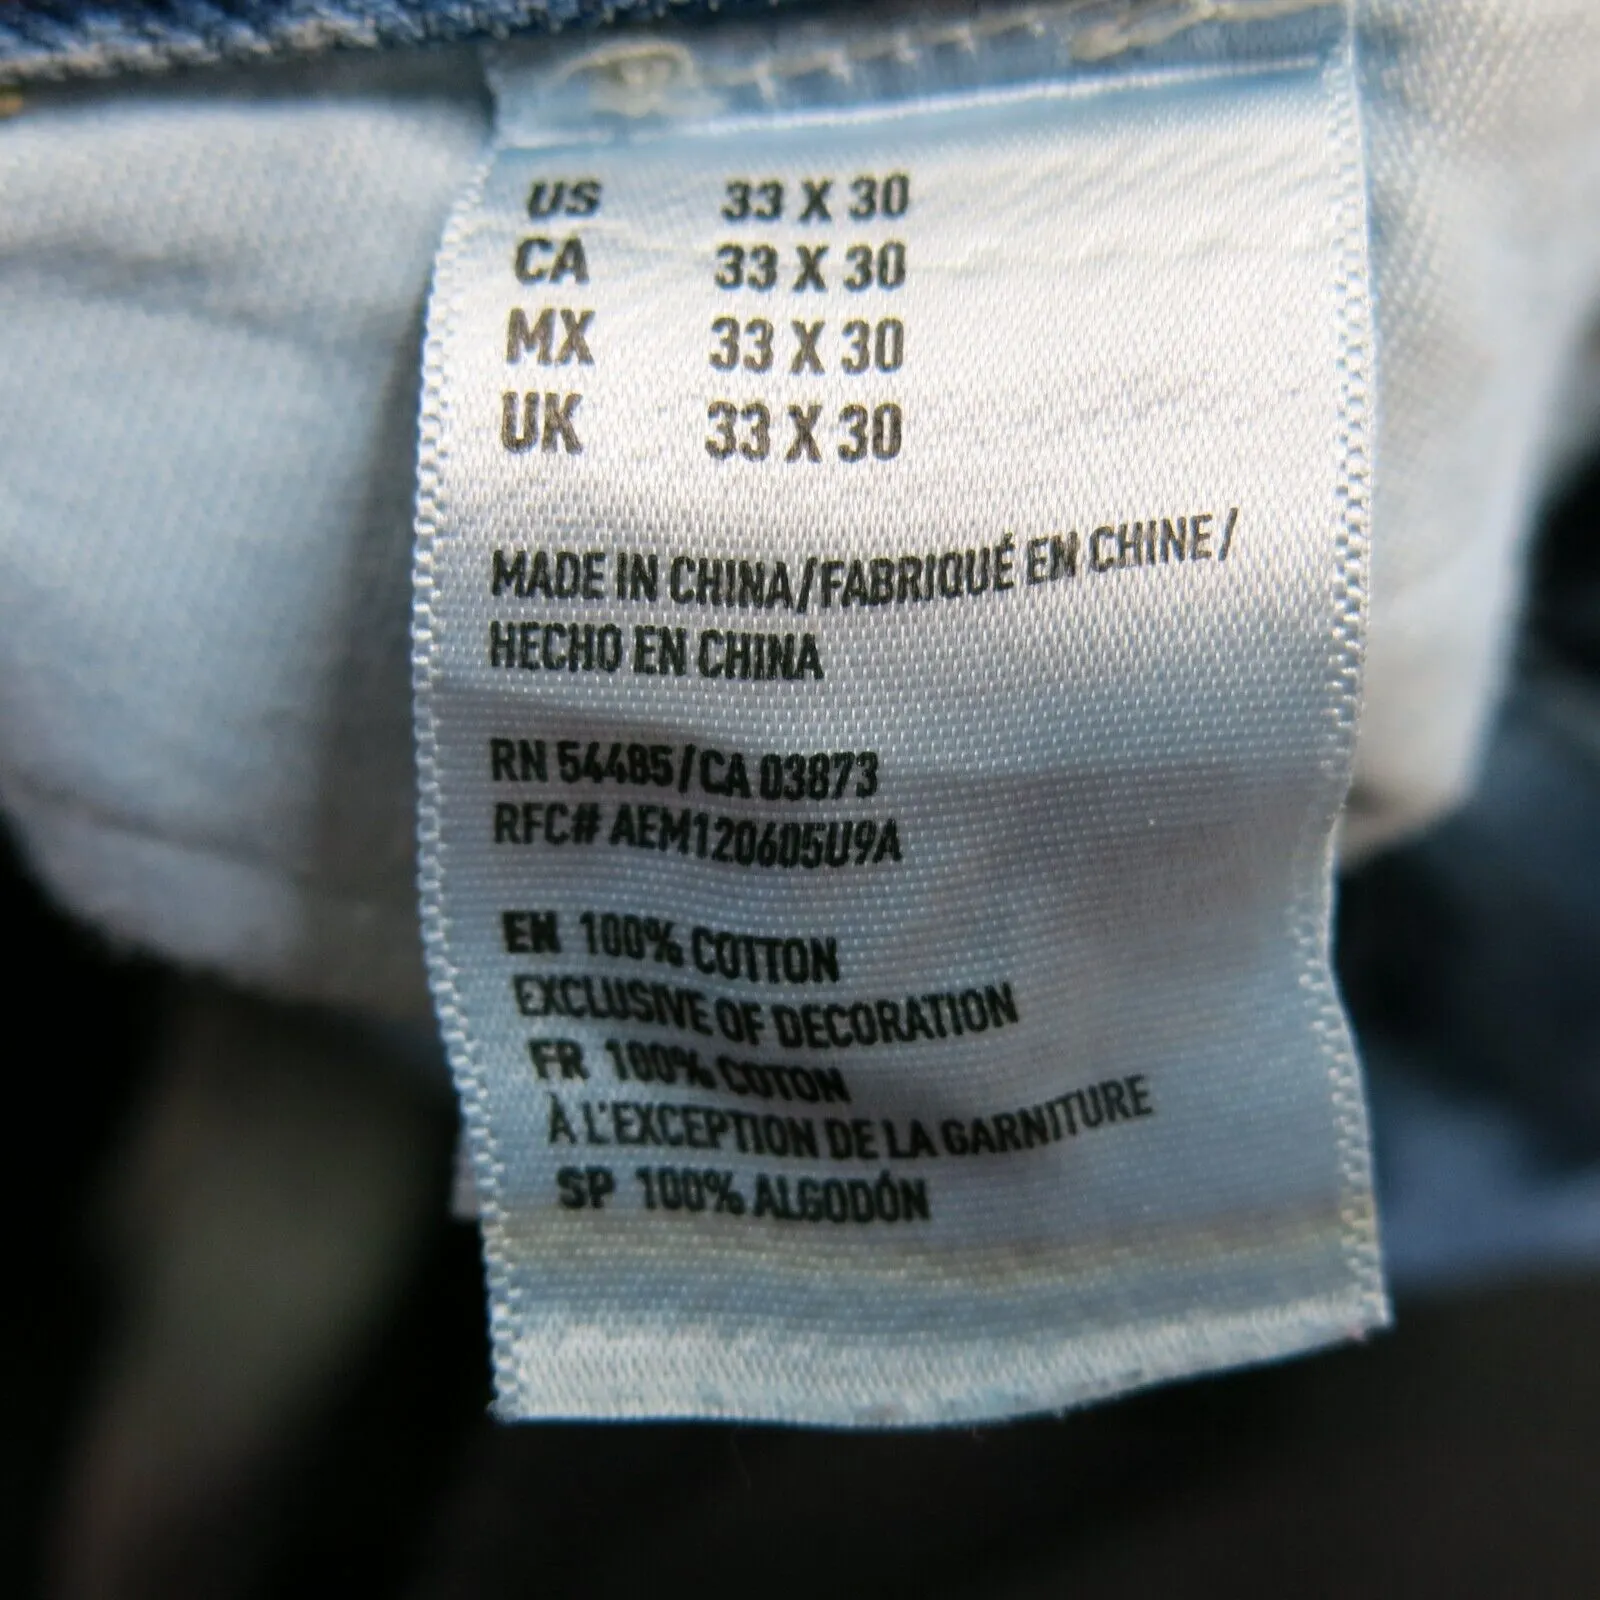 US 33 X 30
CA 33 X 30
MX 33 X 30
UK 33 X 30
MADE IN CHINA/FABRIQUÉ EN CHINE/
HECHO EN CHINA
RN 54485/CA 03873
RFC# AEM120605U9A
EN 100% COTTON
EXCLUSIVE OF DECORATION
FR 100% COTON
À L'EXCEPTION DE LA GARNITURE
SP 100% ALGODÓN